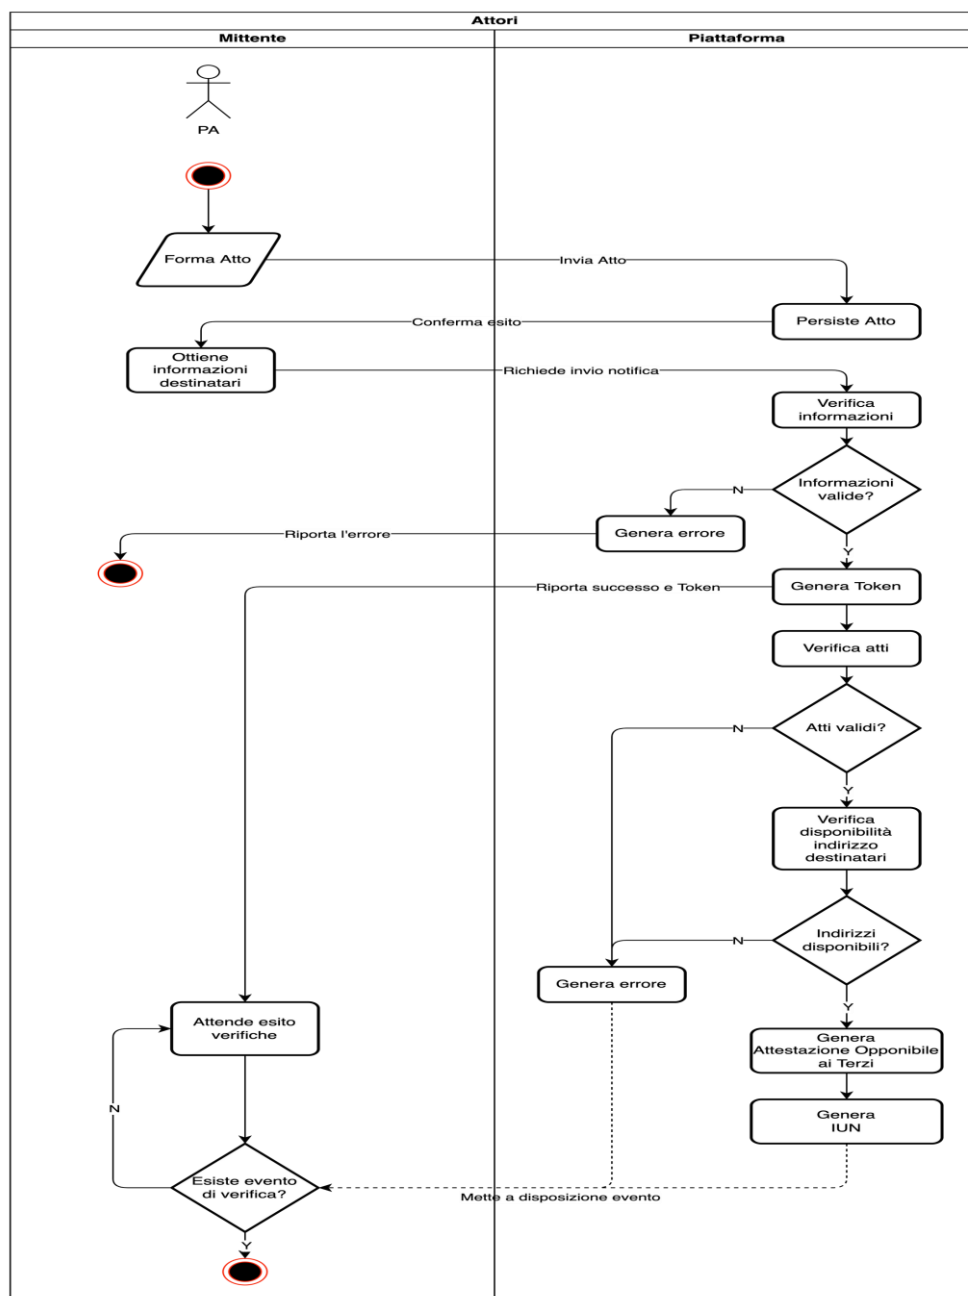 Attori
Mittente
Piattaforma
PA
Forma Atto
Invia Atto
Persiste Atto
Conferma esito
Ottiene
informazioni
destinatari
Richiede invio notifica
Verifica
informazioni
Informazioni
valide?
N
Genera errore
Riporta l'errore
Y
Genera Token
Riporta successo e Token
Verifica atti
Atti validi?
N
Y
Verifica
disponibilità
indirizzo
destinatari
Indirizzi
disponibili?
N
Genera errore
Y
Genera
Attestazione Opponibile
ai Terzi
Genera
IUN
Attende esito
verifiche
N
Esiste evento
di verifica?
Mette a disposizione evento
Y